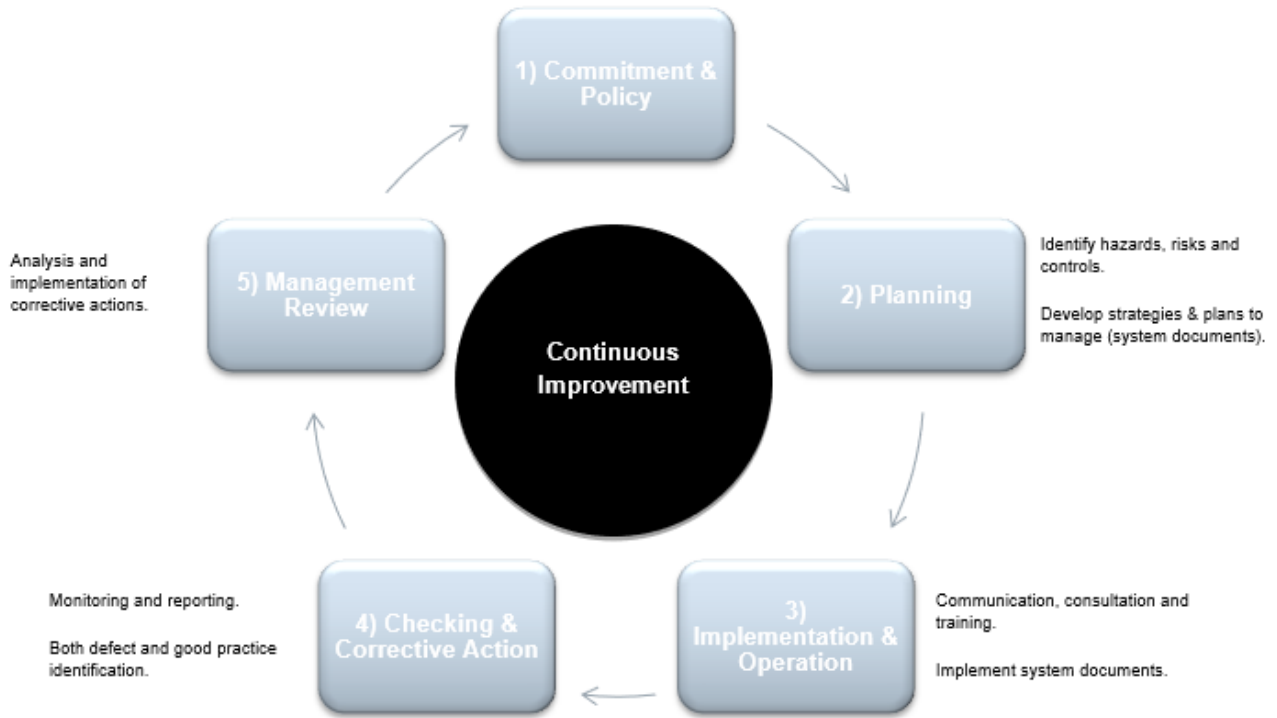 1) Commitment &
Policy
2) Planning
Identify hazards, risks and
controls.
Develop strategies & plans to
manage (system documents).
3)
Implementation &
Operation
Communication, consultation and
training.
Implement system documents.
4) Checking &
Corrective Action
Monitoring and reporting.
Both defect and good practice
identification.
5) Management
Review
Analysis and
implementation of
corrective actions.
Continuous
Improvement